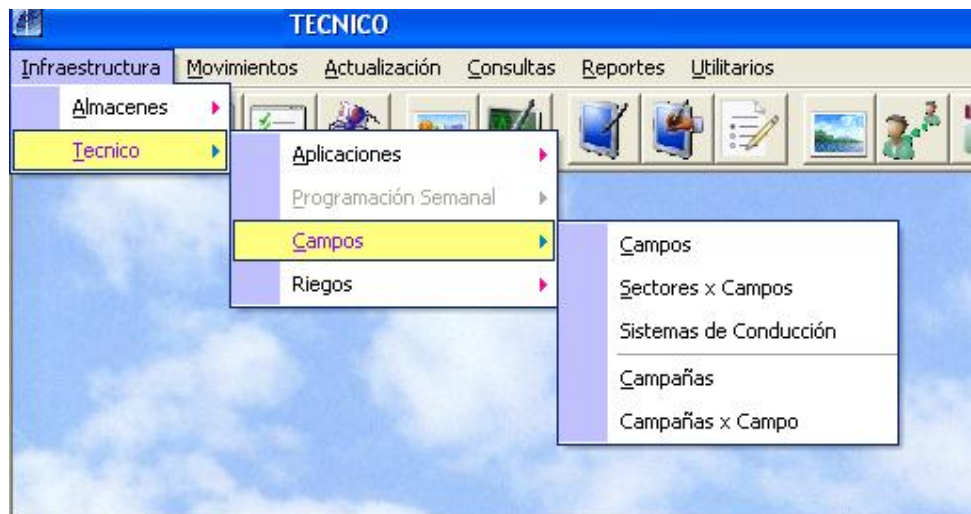 TECNICO
Infraestructura Movimientos Actualización Consultas Reportes Utilitarios
Almacenes
Tecnico
Aplicaciones
Programación Semanal
Campos
Riegos
Campos
Sectores x Campos
Sistemas de Conducción
Campañas
Campañas x Campo